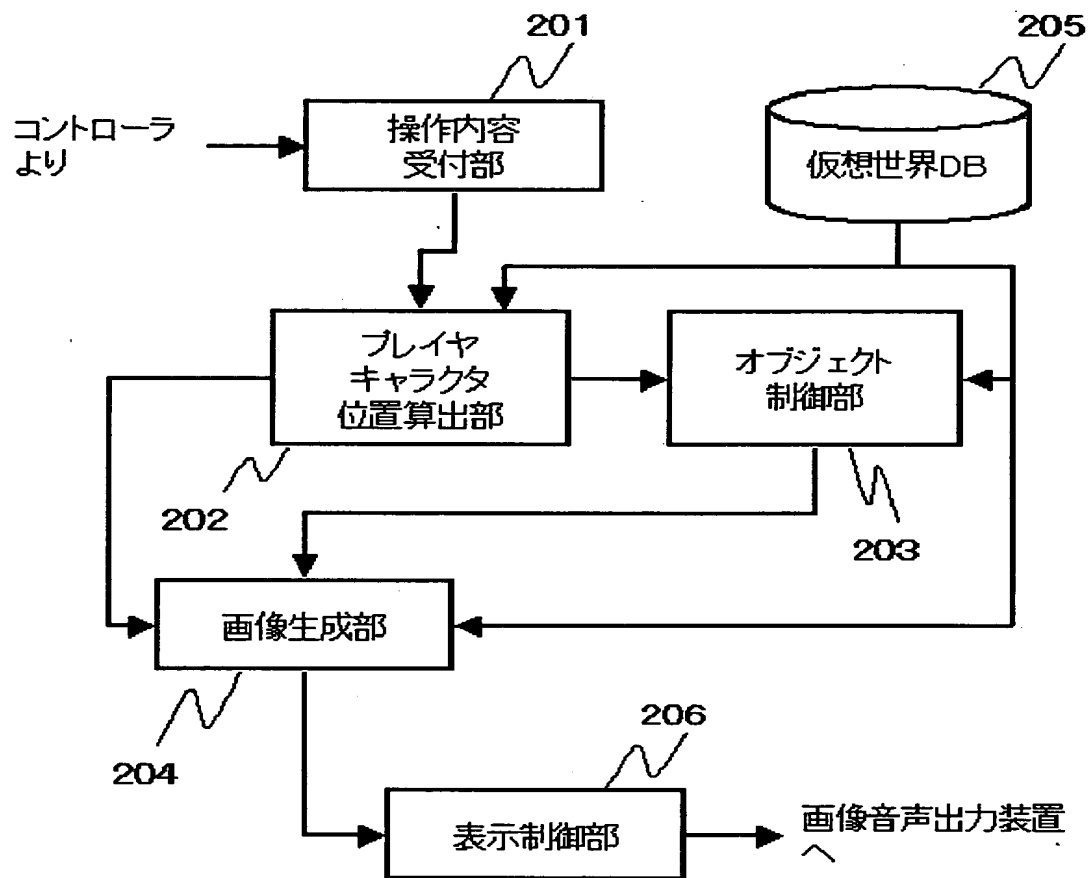 201
205
コントローラ
より
操作内容
受付部
仮想世界DB
プレイヤ
キャラクタ
位置算出部
オブジェクト
制御部
202
203
画像生成部
204
206
表示制御部
画像音声出力装置
へ